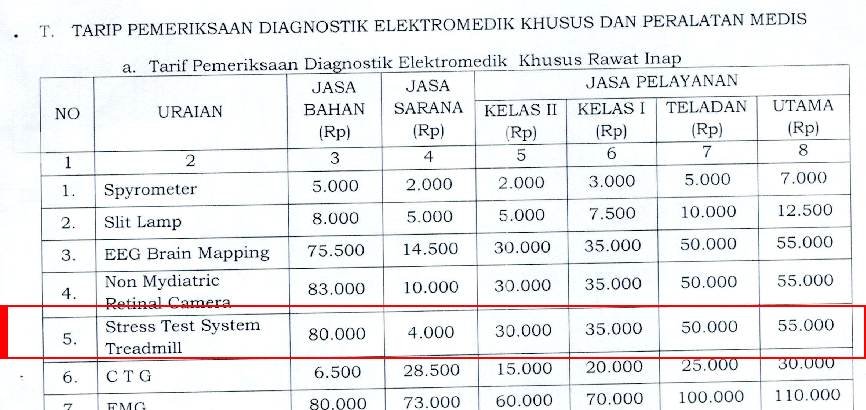 T. TARIP PEMERIKSAAN DIAGNOSTIK ELEKTROMEDIK KHUSUS DAN PERALATAN MEDIS
a. Tarif Pemeriksaan Diagnostik Elektromedik Khusus Rawat Inap
NO URAIAN JASA BAHAN (Rp) JASA SARANA (Rp) JASA PELAYANAN
KELAS II (Rp) KELAS I (Rp) TELADAN (Rp) UTAMA (Rp)
1 2 3 4 5 6 7 8
1. Spyrometer 5.000 2.000 2.000 3.000 5.000 7.000
2. Slit Lamp 8.000 5.000 5.000 7.500 10.000 12.500
3. EEG Brain Mapping 75.500 14.500 30.000 35.000 50.000 55.000
4. Non Mydiatric Retinal Camera 83.000 10.000 30.000 35.000 50.000 55.000
5. Stress Test System Treadmill 80.000 4.000 30.000 35.000 50.000 55.000
6. C T G 6.500 28.500 15.000 20.000 25.000 30.000
7. EMG 80.000 73.000 60.000 70.000 100.000 110.000